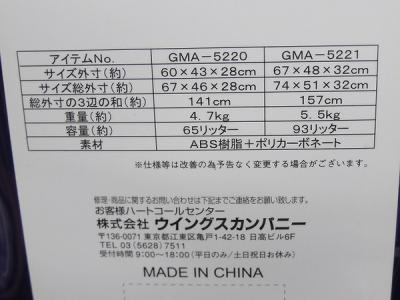 アイテムNo. GMA-5220 GMA-5221
サイズ外寸(約) 60×43×28cm 67×48×32cm
サイズ総外寸(約) 67×46×28cm 74×51×32cm
総外寸の3辺の和(約) 141cm 157cm
重量(約) 4.7kg 5.5kg
容量(約) 65リッター 93リッター
素材 ABS樹脂+ポリカーボネート
※仕様等は改善の為予告なく変更する場合がございます。
修理・商品に関するお問い合わせは下記までご連絡をお願い致します。
お客様ハートコールセンター
株式会社 ウイングスカンパニー
〒136-0071 東京都江東区亀戸1-42-18 日高ビル6F
TEL 03(5628)7511
受付時間 9:00~18:00(平日のみ/土日祝日お休み)
MADE IN CHINA